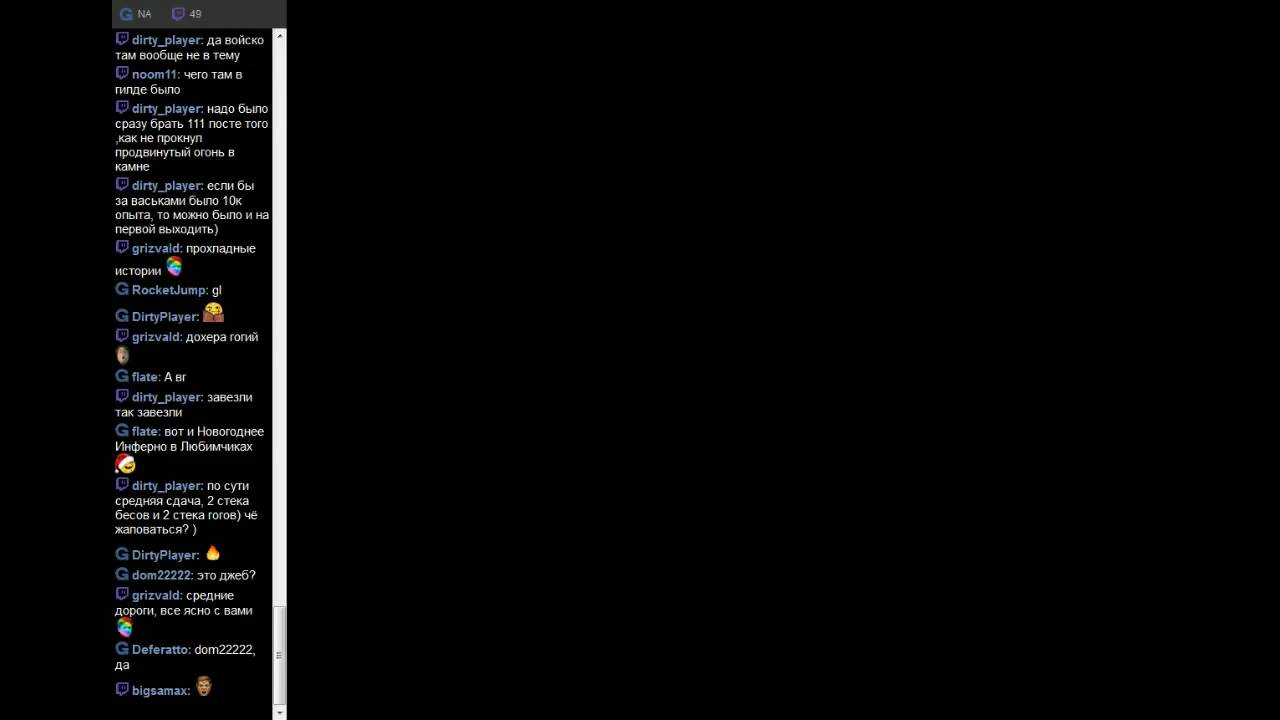 NA 49
dirty_player: да войско
там вообще не в тему
noom11: чего там в
гилде было
dirty_player: надо было
сразу брать 111 посте того
,как не прокнул
продвинутый огонь в
камне
dirty_player: если бы
за васьками было 10к
опыта, то можно было и на
первой выходить)
grizvald: прохладные
истории
RocketJump: gl
DirtyPlayer:
grizvald: дохера гогий
flate: А вг
dirty_player: завезли
так завезли
flate: вот и Новогоднее
Инферно в Любимчиках
dirty_player: по сути
средняя сдача, 2 стека
бесов и 2 стека гогов) чё
жаловаться? )
DirtyPlayer:
dom22222: это джеб?
grizvald: средние
дороги, все ясно с вами
Deferatto: dom22222,
да
bigsamax: